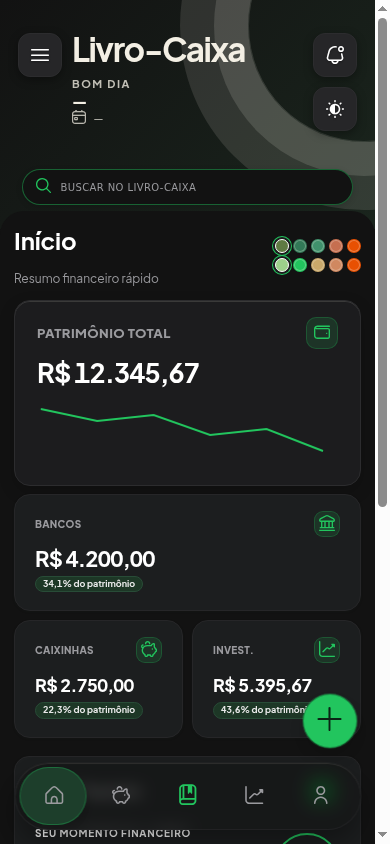 Livro-Caixa
BOM DIA
—
—
BUSCAR NO LIVRO-CAIXA
Início
Resumo financeiro rápido
PATRIMÔNIO TOTAL
R$ 12.345,67
BANCOS
R$ 4.200,00
34,1% do patrimônio
CAIXINHAS
R$ 2.750,00
22,3% do patrimônio
INVEST.
R$ 5.395,67
43,6% do patrimônio
SEU MOMENTO FINANCEIRO